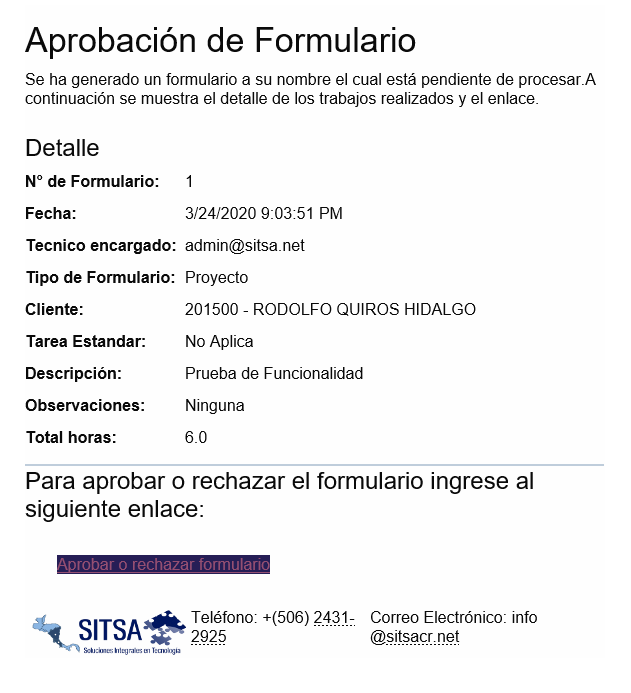 Aprobación de Formulario
Se ha generado un formulario a su nombre el cual está pendiente de procesar.A
continuación se muestra el detalle de los trabajos realizados y el enlace.
Detalle
N° de Formulario: 1
Fecha: 3/24/2020 9:03:51 PM
Tecnico encargado: admin@sitsa.net
Tipo de Formulario: Proyecto
Cliente: 201500 - RODOLFO QUIROS HIDALGO
Tarea Estandar: No Aplica
Descripción: Prueba de Funcionalidad
Observaciones: Ninguna
Total horas: 6.0
Para aprobar o rechazar el formulario ingrese al
siguiente enlace:
Aprobar o rechazar formulario
SITSA
Soluciones Integrales en Tecnología
Teléfono: +(506) 2431-
2925
Correo Electrónico: info
@sitsacr.net